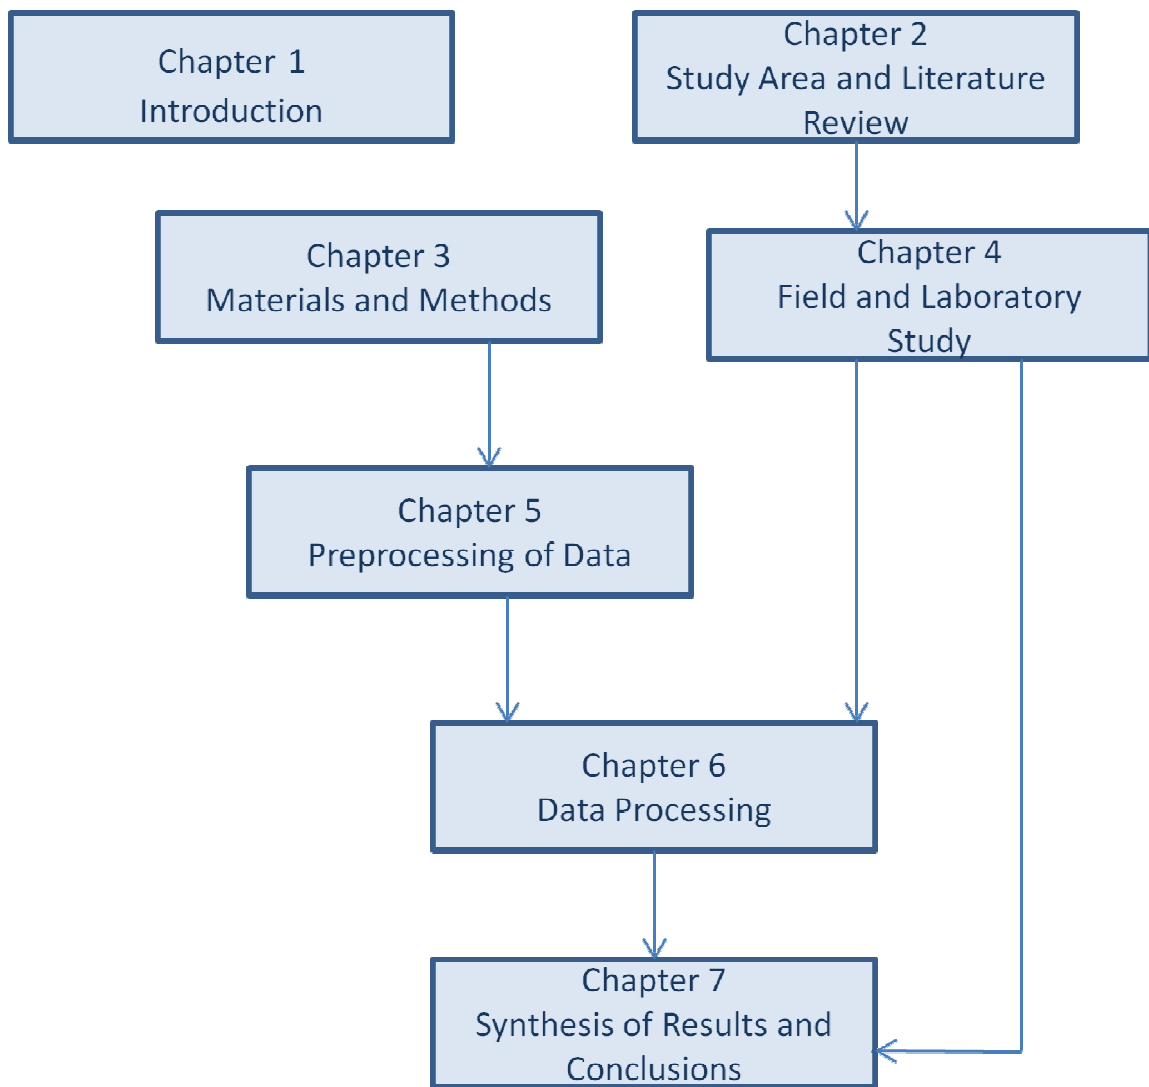 Chapter 1
Introduction
Chapter 2
Study Area and Literature
Review
Chapter 3
Materials and Methods
Chapter 4
Field and Laboratory
Study
Chapter 5
Preprocessing of Data
Chapter 6
Data Processing
Chapter 7
Synthesis of Results and
Conclusions